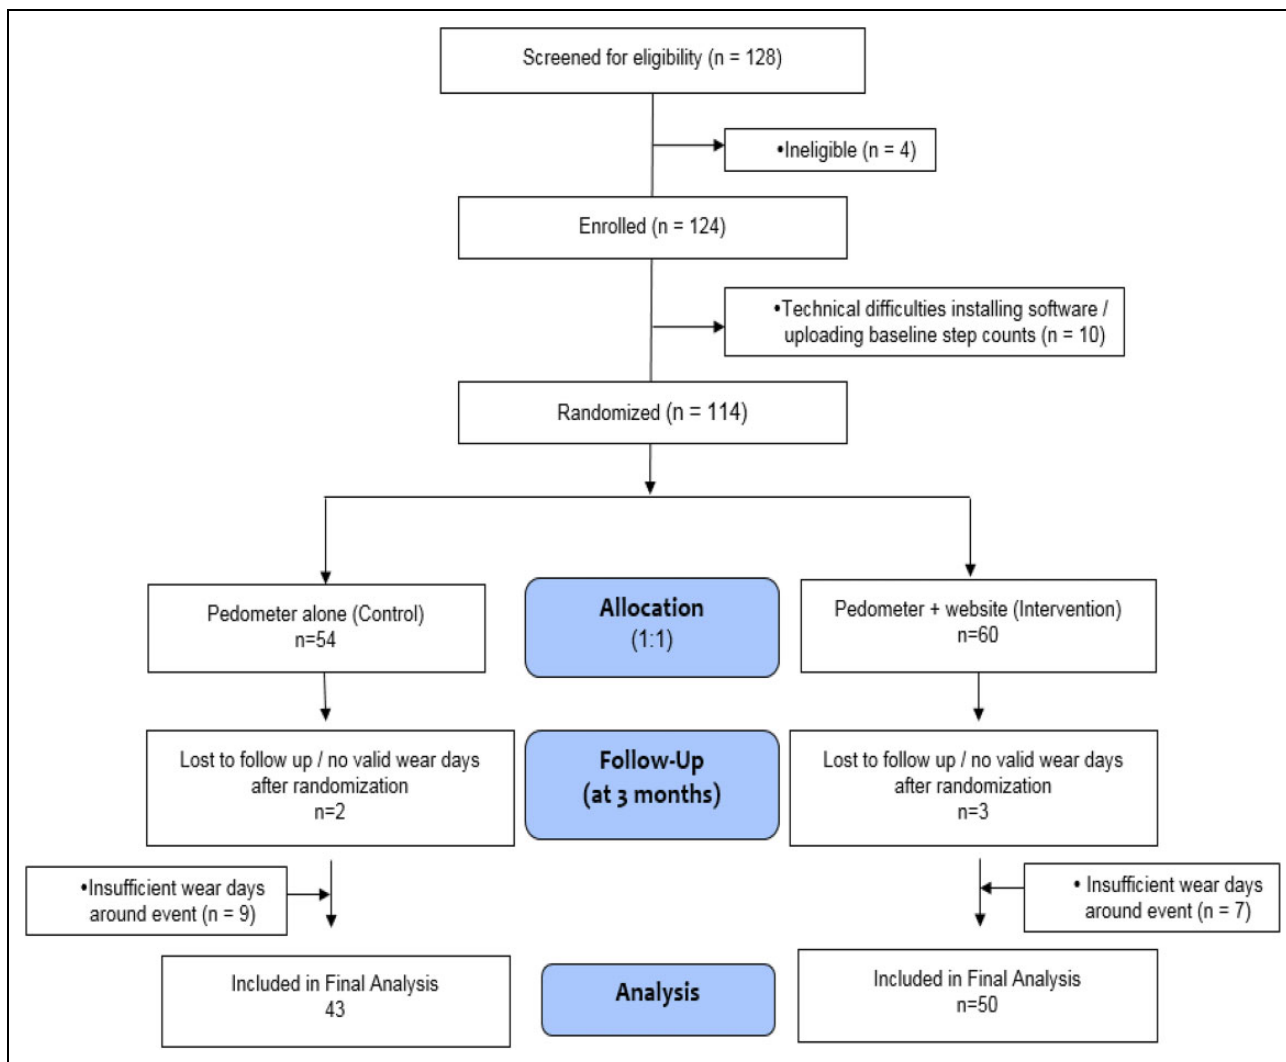 Screened for eligibility (n = 128)
•Ineligible (n = 4)
Enrolled (n = 124)
•Technical difficulties installing software /
uploading baseline step counts (n = 10)
Randomized (n = 114)
Pedometer alone (Control)
n=54
Allocation
(1:1)
Pedometer + website (Intervention)
n=60
Lost to follow up / no valid wear days
after randomization
n=2
Follow-Up
(at 3 months)
Lost to follow up / no valid wear days
after randomization
n=3
•Insufficient wear days
around event (n = 9)
• Insufficient wear days
around event (n = 7)
Included in Final Analysis
43
Analysis
Included in Final Analysis
n=50